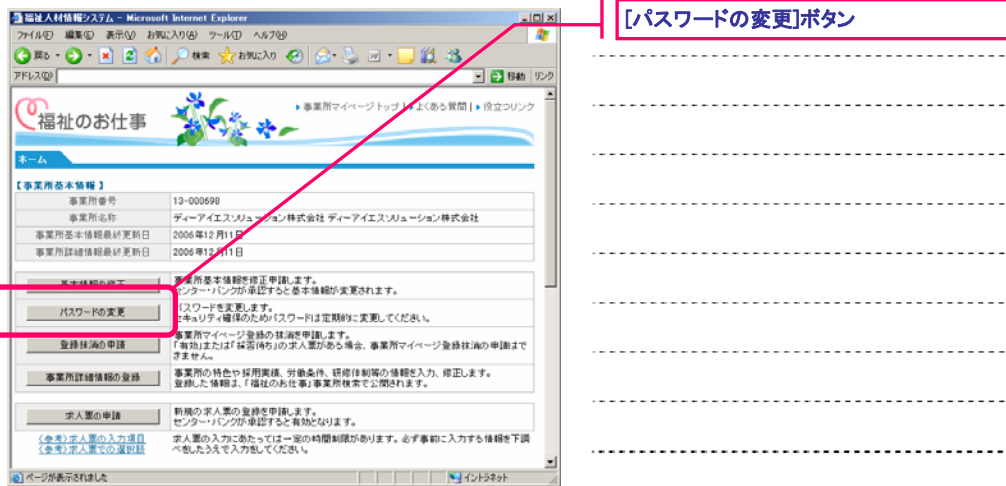 福祉人材情報システム - Microsoft Internet Explorer
[パスワードの変更]ボタン
ファイル(F) 編集(E) 表示(V) お気に入り(A) ツール(T) ヘルプ(H)
戻る 検索 お気に入り
アドレス(D) 移動 リンク
福祉のお仕事
事業所マイページトップ | よくある質問 | 役立つリンク
ホーム
【事業所基本情報】
事業所番号 13-000698
事業所名称 ディーアイエスソリューション株式会社 ディーアイエスソリューション株式会社
事業所基本情報最終更新日 2006年12月11日
事業所詳細情報最終更新日 2006年12月11日
基本情報の修正 事業所基本情報を修正申請します。
センター・バンクが承認すると基本情報が変更されます。
パスワードの変更 パスワードを変更します。
セキュリティ確保のためパスワードは定期的に変更してください。
登録抹消の申請 事業所マイページ登録の抹消を申請します。
「有効」または「採否待ち」の求人票がある場合、事業所マイページ登録抹消の申請はで
きません。
事業所詳細情報の登録 事業所の特色や採用実績、労働条件、研修体制等の情報を入力、修正します。
登録した情報は、「福祉のお仕事」事業所検索で公開されます。
求人票の申請 新規の求人票の登録を申請します。
センター・バンクが承認すると有効となります。
<参考>求人票の入力項目 求人票の入力にあたっては一定の時間制限があります。必ず事前に入力する情報を下調
<参考>求人票での選択肢 べをしたうえで入力をしてください。
ページが表示されました イントラネット